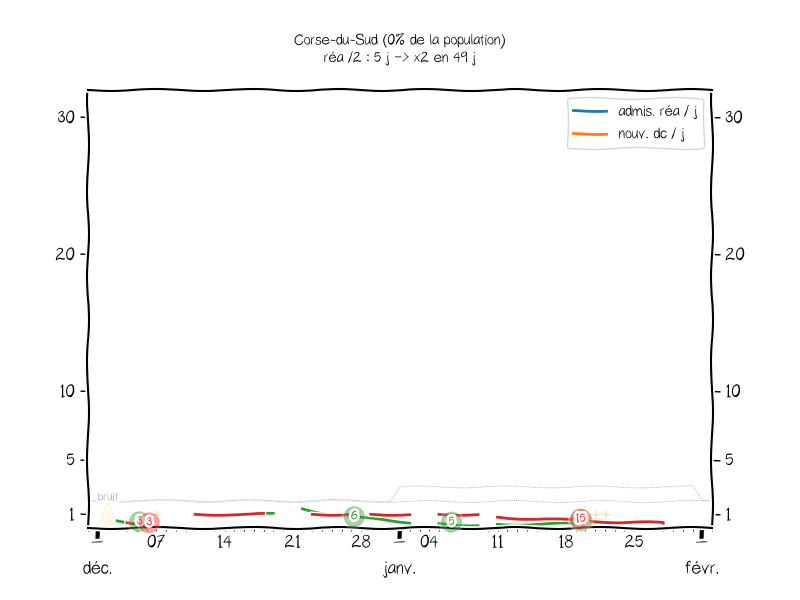 Corse-du-Sud (0% de la population)
réa /2 : 5 j -> x2 en 49 j
admis. réa / j
nouv. dc / j
30 30
20 20
10 10
5 5
bruit
1 3 3 6 5 15 1
07 14 21 28 04 11 18 25
déc. janv. févr.